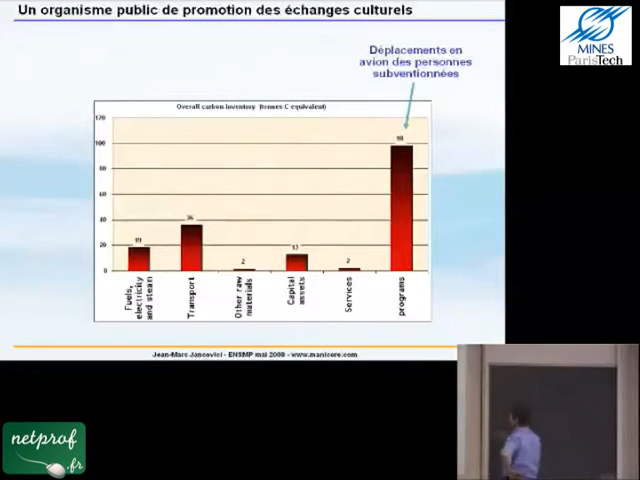 Un organisme public de promotion des échanges culturels
MINES
ParisTech
Déplacements en
avion des personnes
subventionnées
Overall carbon inventory (tonnes C equivalent)
120
100
80
60
40
20
0
19
36
2
13
2
98
Fuels,
electricity
and steam
Transport
Other raw
materials
Capital
assets
Services
programs
Jean-Marc Jancovici - ENSMP mai 2008 - www.manicore.com
netprof
.fr